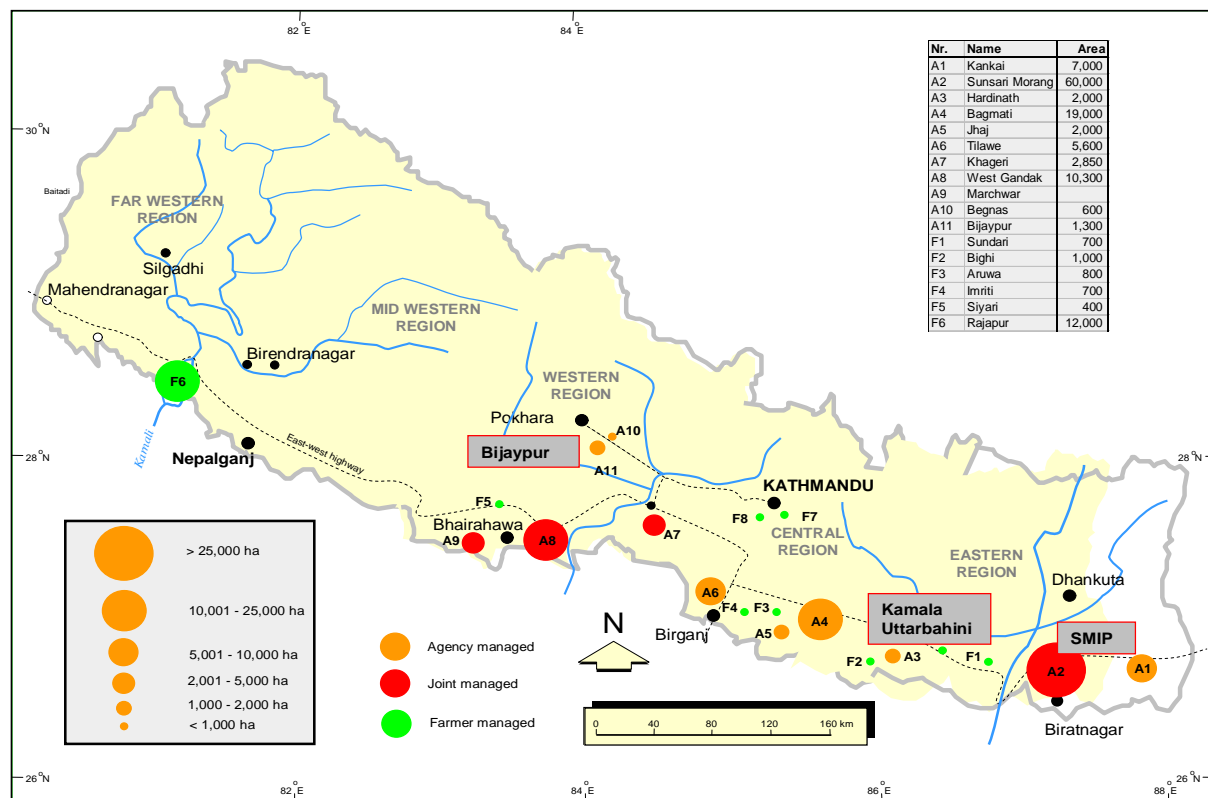 82 °E
84 °E
30 °N
28 °N
26 °N
28 °N
26 °N
82 °E
84 °E
86 °E
88 °E
Nr. Name Area
A1 Kankai 7,000
A2 Sunsari Morang 60,000
A3 Hardinath 2,000
A4 Bagmati 19,000
A5 Jhaj 2,000
A6 Tilawe 5,600
A7 Khageri 2,850
A8 West Gandak 10,300
A9 Marchwar
A10 Begnas 600
A11 Bijaypur 1,300
F1 Sundari 700
F2 Bighi 1,000
F3 Aruwa 800
F4 Imriti 700
F5 Siyari 400
F6 Rajapur 12,000
Baitadi
FAR WESTERN
REGION
Silgadhi
Mahendranagar
MID WESTERN
REGION
Birendranagar
F6
Kamali
Nepalganj
East-west highway
WESTERN
REGION
Pokhara
A10
A11
Bijaypur
KATHMANDU
F5
Bhairahawa
A9
A8
A7
F8
F7
CENTRAL
REGION
EASTERN
REGION
Dhankuta
A6
F4
F3
A4
A5
Birganj
Kamala
Uttarbahini
F2
A3
F1
SMIP
A2
A1
Biratnagar
> 25,000 ha
10,001 - 25,000 ha
5,001 - 10,000 ha
2,001 - 5,000 ha
1,000 - 2,000 ha
< 1,000 ha
Agency managed
Joint managed
Farmer managed
N
0 40 80 120 160 km